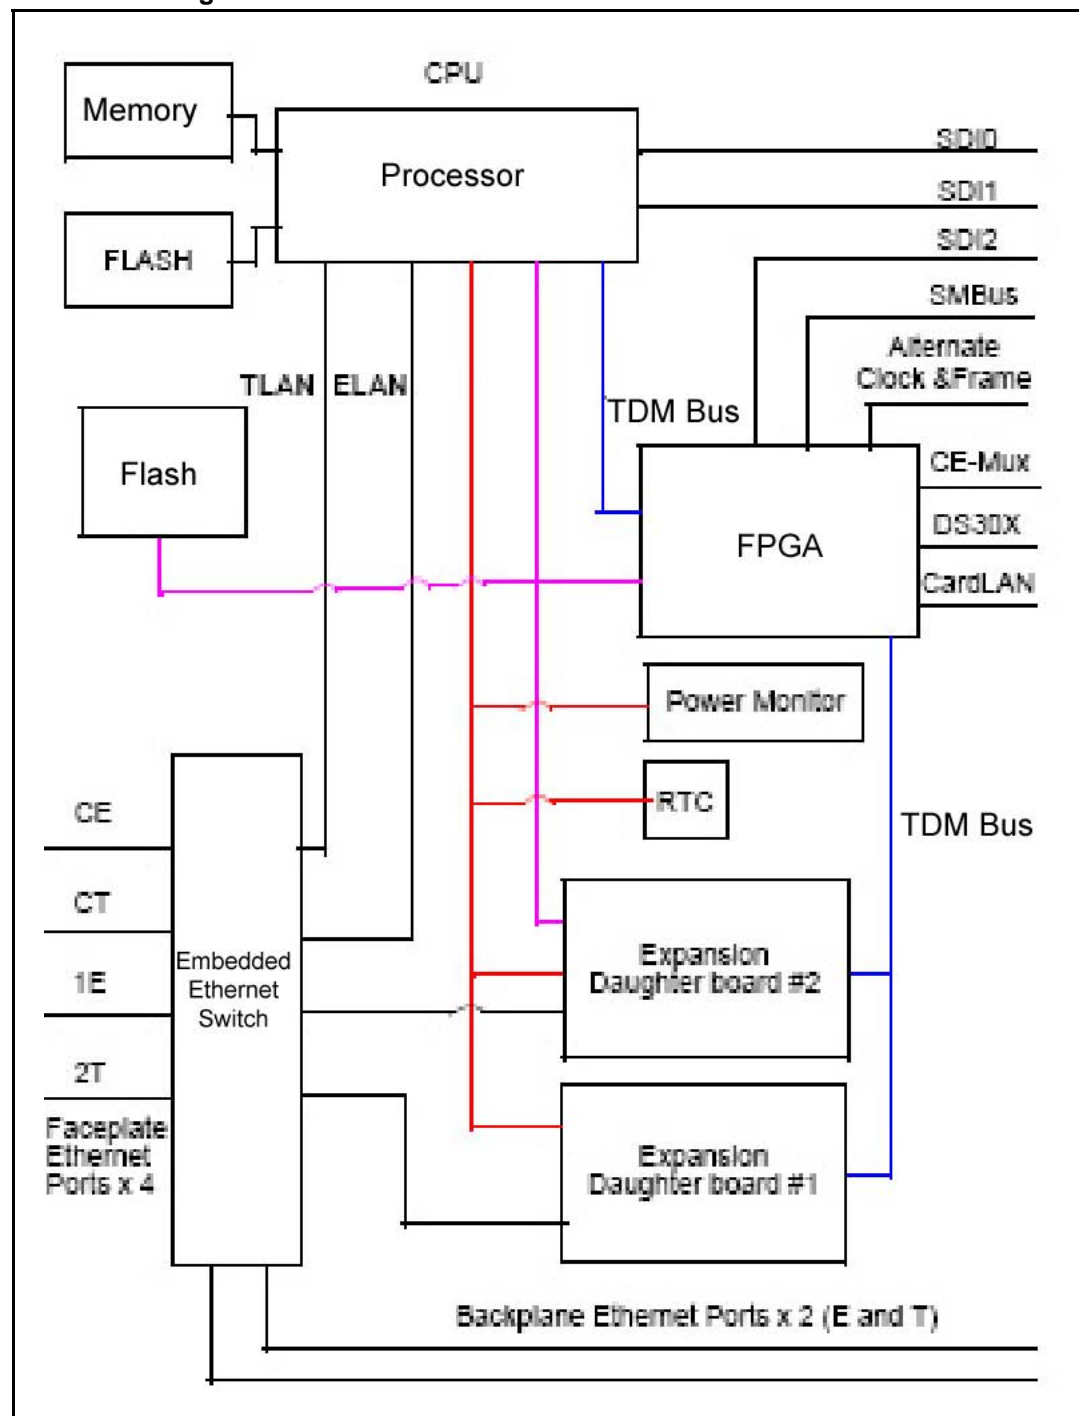 CPU
Memory
Processor
SDI0
SDI1
SDI2
FLASH
SMBus
Alternate
Clock &Frame
TLAN
ELAN
TDM Bus
Flash
CE-Mux
FPGA
DS30X
CardLAN
Power Monitor
RTC
CE
TDM Bus
CT
Embedded
Ethernet
Switch
1E
Expansion
Daughter board #2
2T
Faceplate
Ethernet
Ports x 4
Expansion
Daughter board #1
Backplane Ethernet Ports x 2 (E and T)